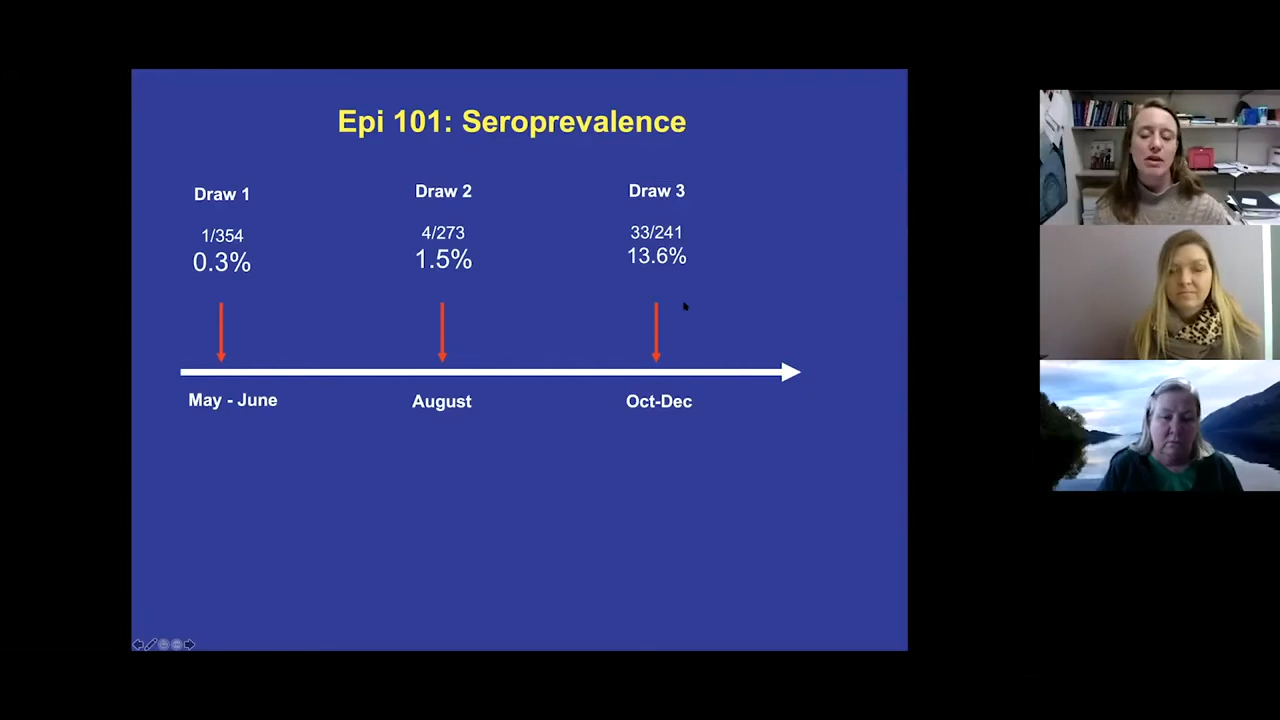 Epi 101: Seroprevalence
Draw 1
1/354
0.3%
Draw 2
4/273
1.5%
Draw 3
33/241
13.6%
May - June
August
Oct-Dec